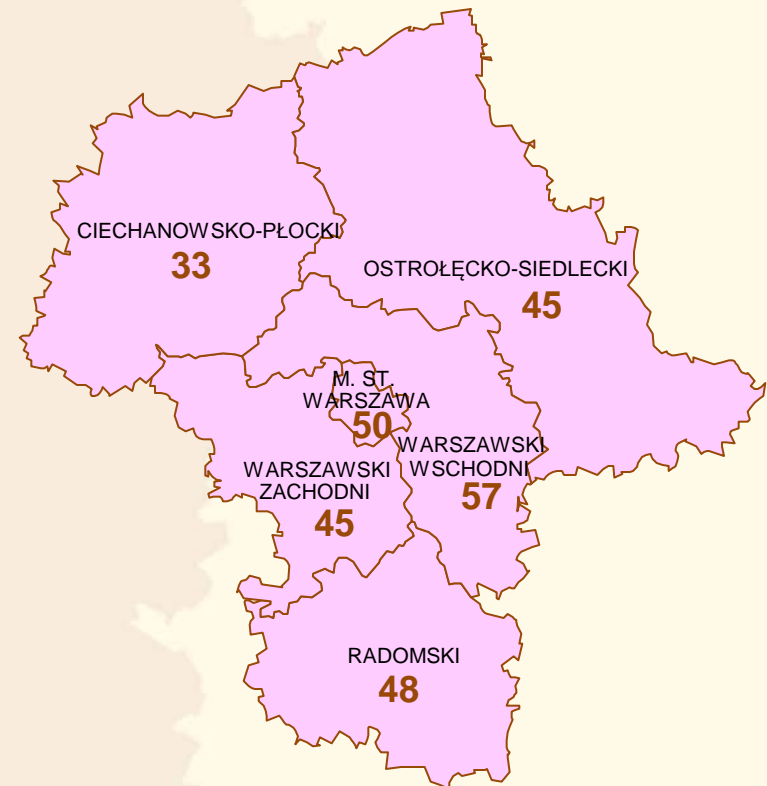 CIECHANOWSKO-PŁOCKI
33
OSTROŁĘCKO-SIEDLECKI
45
M. ST.
WARSZAWA
50
WARSZAWSKI
WSCHODNI
57
WARSZAWSKI
ZACHODNI
45
RADOMSKI
48